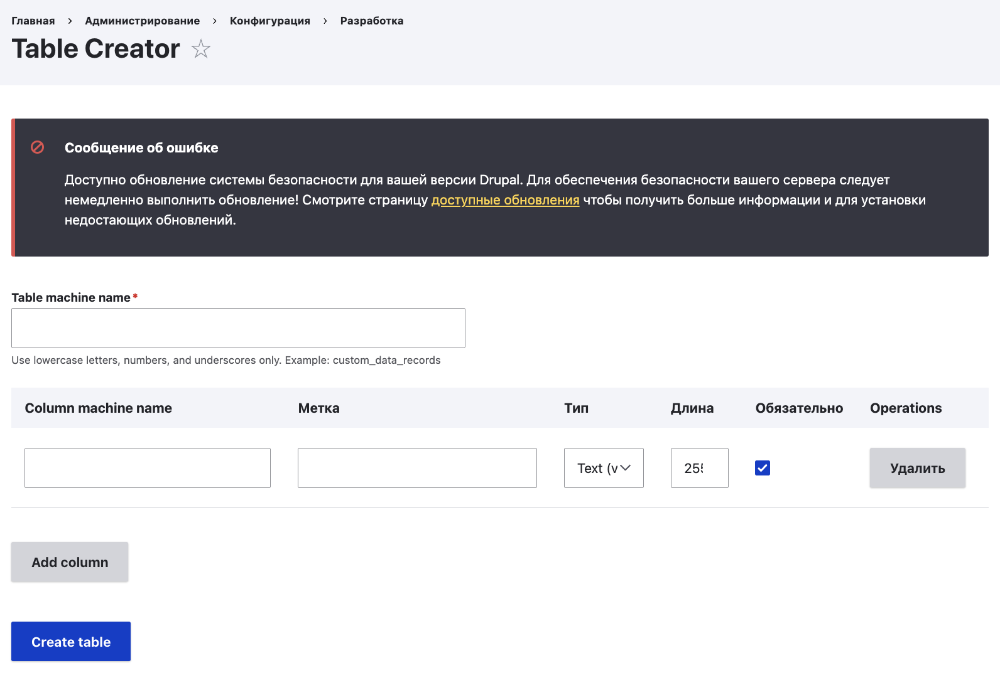 Главная › Администрирование › Конфигурация › Разработка
Table Creator
Сообщение об ошибке
Доступно обновление системы безопасности для вашей версии Drupal. Для обеспечения безопасности вашего сервера следует
немедленно выполнить обновление! Смотрите страницу доступные обновления чтобы получить больше информации и для установки
недостающих обновлений.
Table machine name*
Use lowercase letters, numbers, and underscores only. Example: custom_data_records
Column machine name Метка Тип Длина Обязательно Operations
Text (v 255 Удалить
Add column
Create table